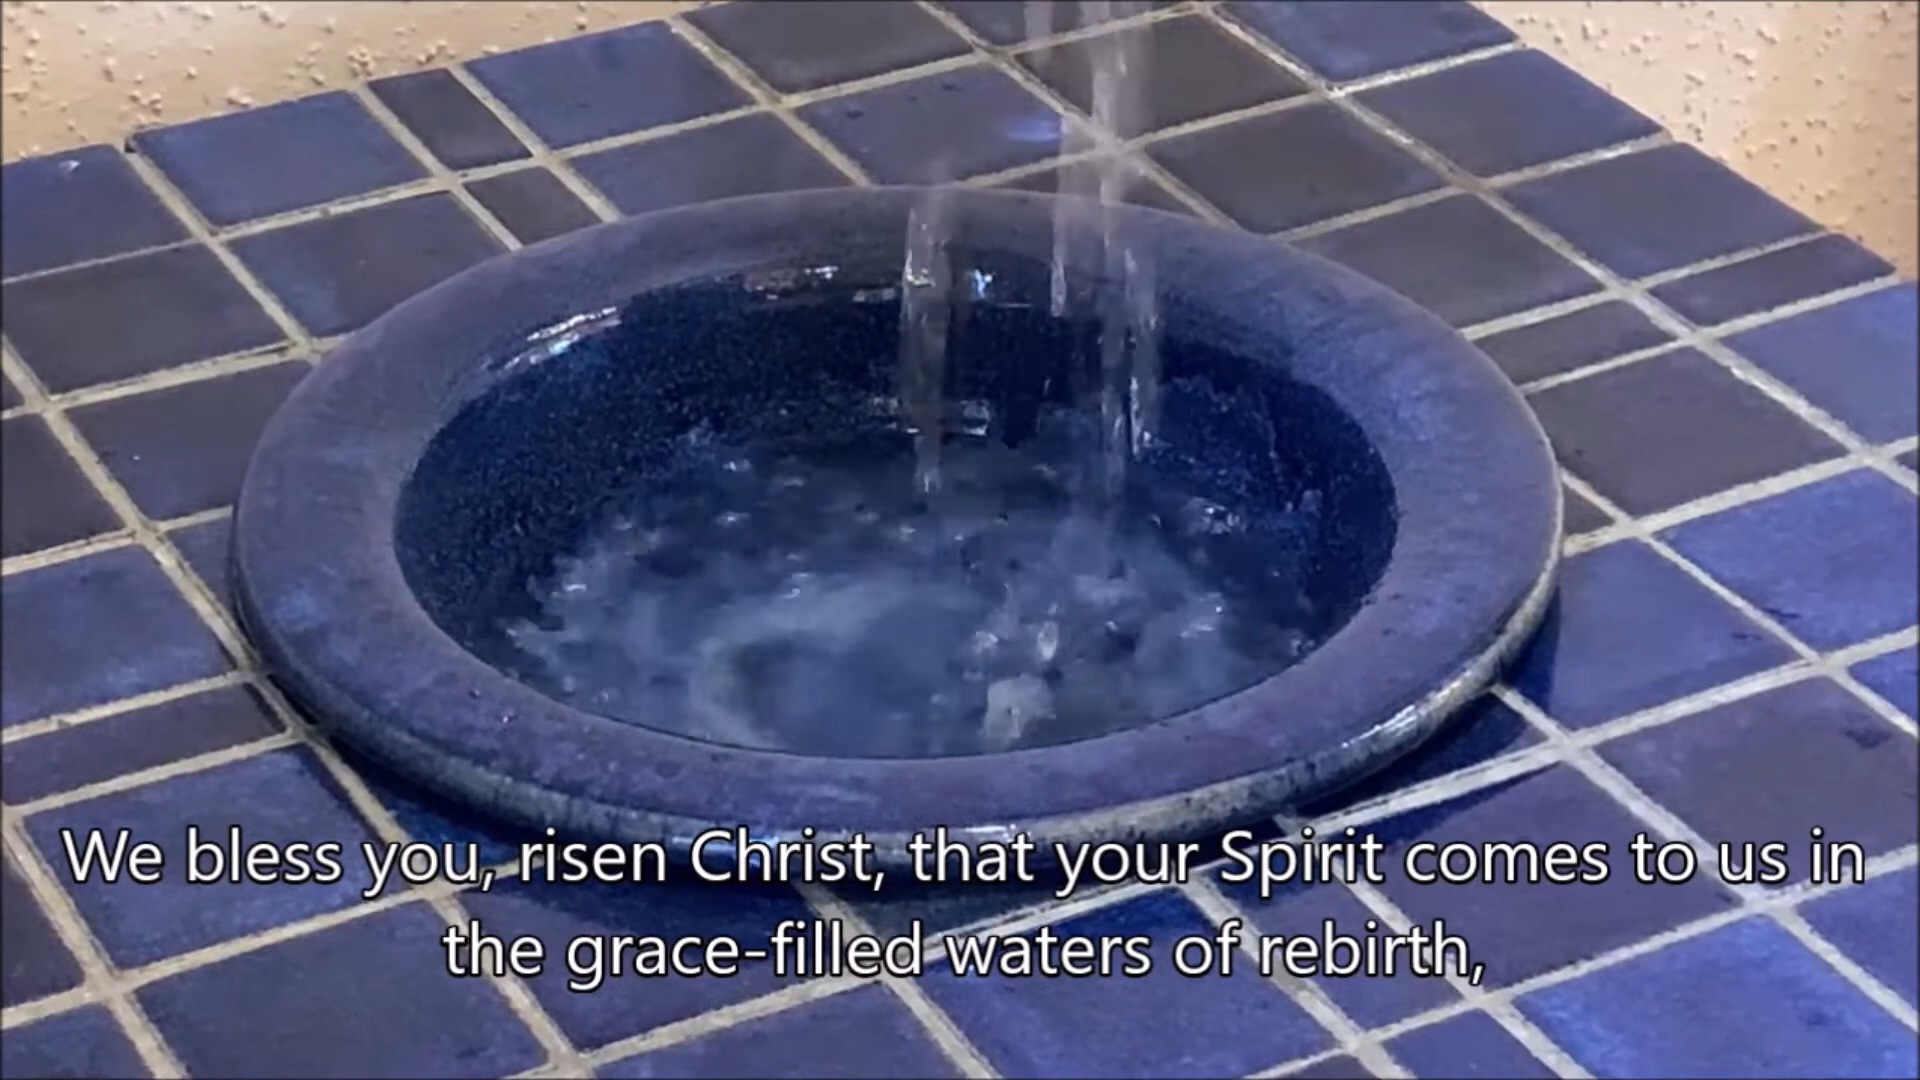 We bless you, risen Christ, that your Spirit comes to us in
the grace-filled waters of rebirth,